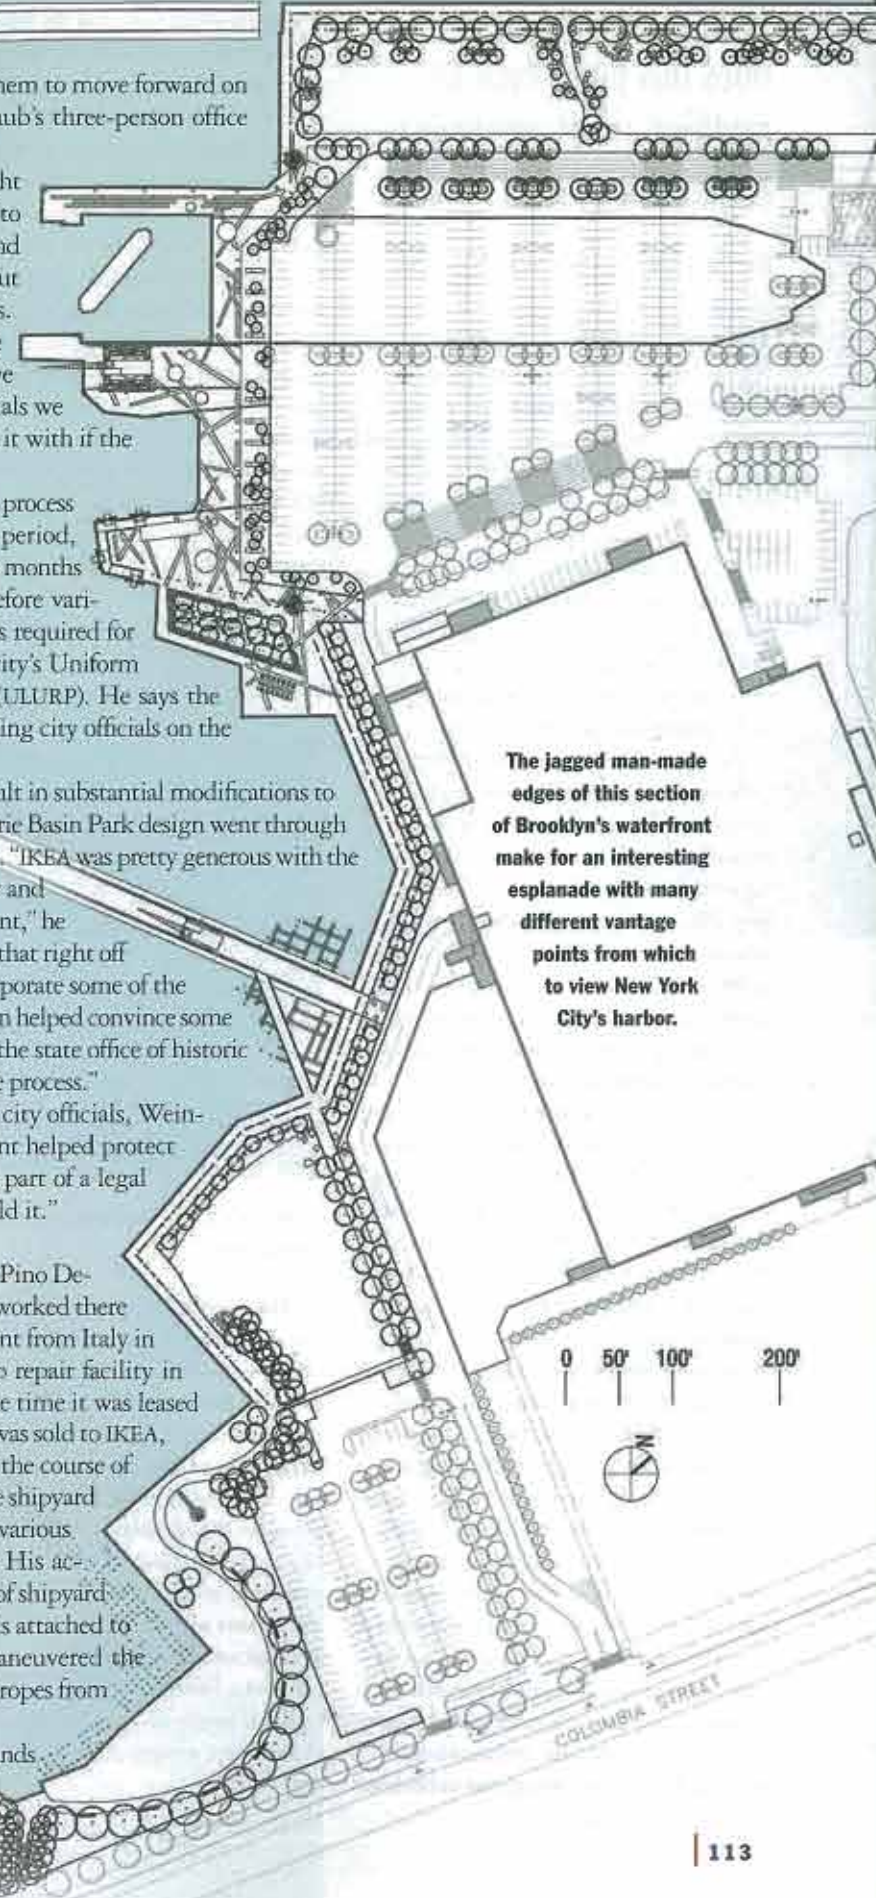 hem to move forward on
aub's three-person office
ht
to
nd
ut
s.
e
ve
als we
it with if the
process
period,
months
efore vari-
s required for
city's Uniform
(ULURP). He says the
ing city officials on the
ult in substantial modifications to
rie Basin Park design went through
. "IKEA was pretty generous with the
and
nt," he
that right off
rporate some of the
n helped convince some
the state office of historic
e process."
city officials, Wein-
nt helped protect
part of a legal
ld it."
Pino De-
worked there
nt from Italy in
p repair facility in
e time it was leased
was sold to IKEA,
the course of
e shipyard
various
His ac-
of shipyard
s attached to
aneuvered the
ropes from
nds
The jagged man-made
edges of this section
of Brooklyn's waterfront
make for an interesting
esplanade with many
different vantage
points from which
to view New York
City's harbor.
0 50' 100' 200'
N
COLOMBIA STREET
113